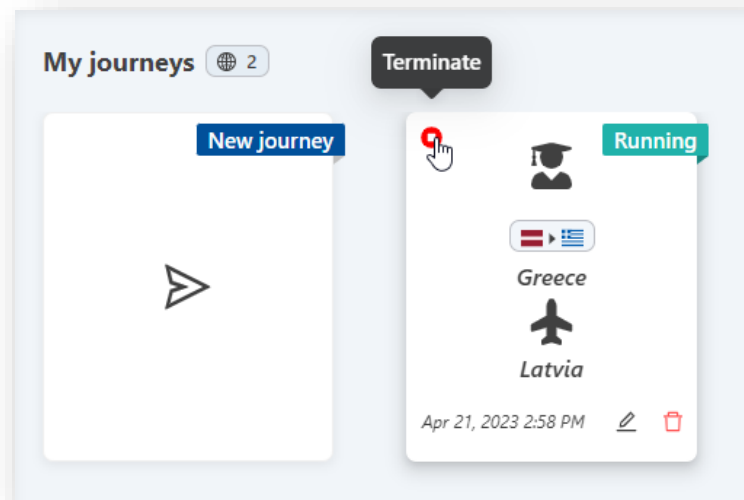 My journeys 2
Terminate
New journey
Running
Greece
Latvia
Apr 21, 2023 2:58 PM